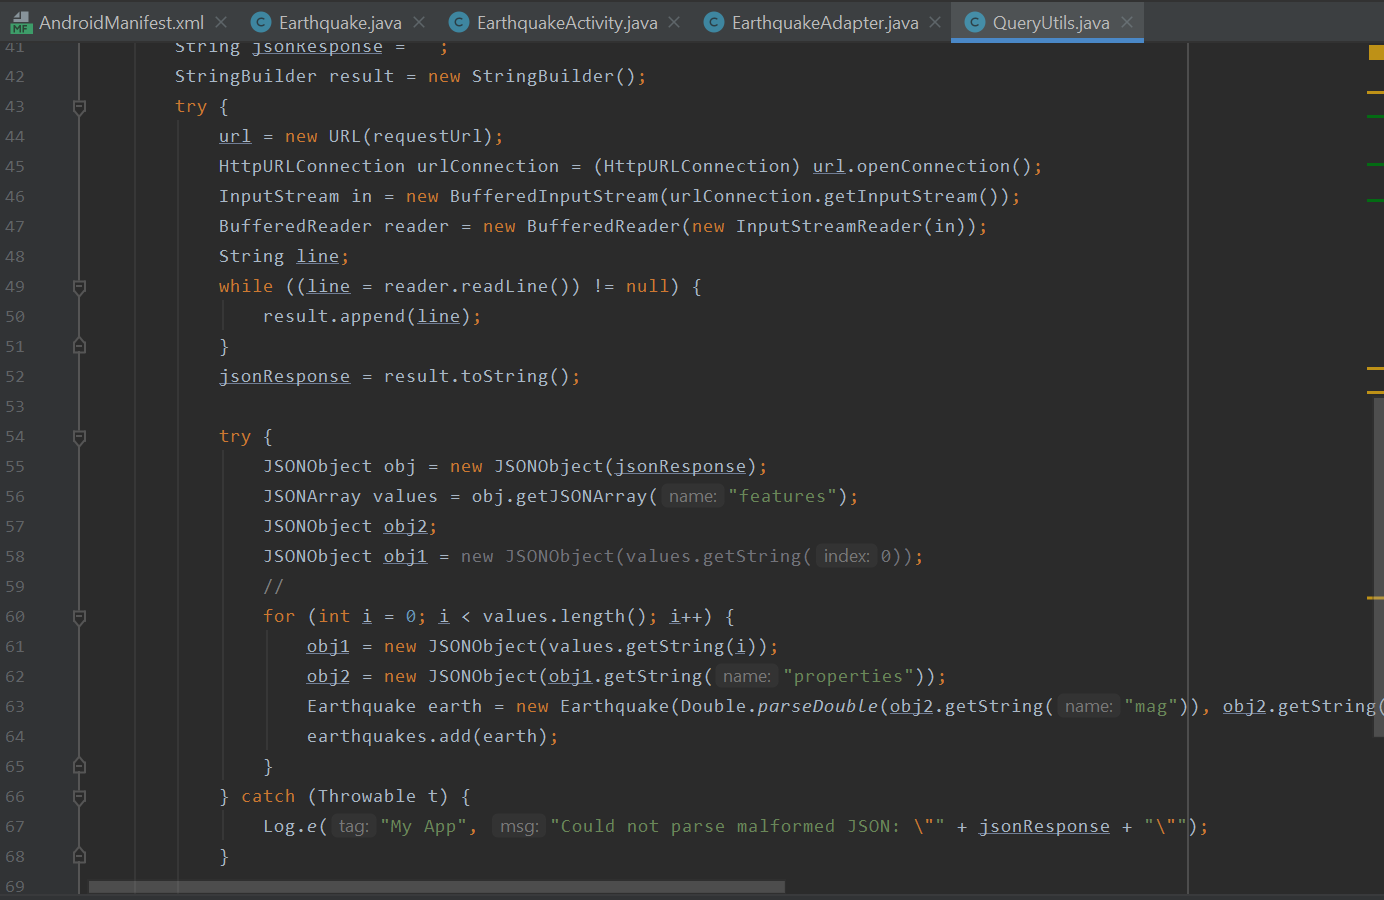 AndroidManifest.xml Earthquake.java EarthquakeActivity.java EarthquakeAdapter.java QueryUtils.java
41 String jsonResponse = ;
42 StringBuilder result = new StringBuilder();
43 try {
44 url = new URL(requestUrl);
45 HttpURLConnection urlConnection = (HttpURLConnection) url.openConnection();
46 InputStream in = new BufferedInputStream(urlConnection.getInputStream());
47 BufferedReader reader = new BufferedReader(new InputStreamReader(in));
48 String line;
49 while ((line = reader.readLine()) != null) {
50 result.append(line);
51 }
52 jsonResponse = result.toString();
53
54 try {
55 JSONObject obj = new JSONObject(jsonResponse);
56 JSONArray values = obj.getJSONArray( name: "features");
57 JSONObject obj2;
58 JSONObject obj1 = new JSONObject(values.getString( index: 0));
59 //
60 for (int i = 0; i < values.length(); i++) {
61 obj1 = new JSONObject(values.getString(i));
62 obj2 = new JSONObject(obj1.getString( name: "properties"));
63 Earthquake earth = new Earthquake(Double.parseDouble(obj2.getString( name: "mag")), obj2.getString(
64 earthquakes.add(earth);
65 }
66 } catch (Throwable t) {
67 Log.e( tag: "My App", msg: "Could not parse malformed JSON: \"" + jsonResponse + "\"");
68 }
69